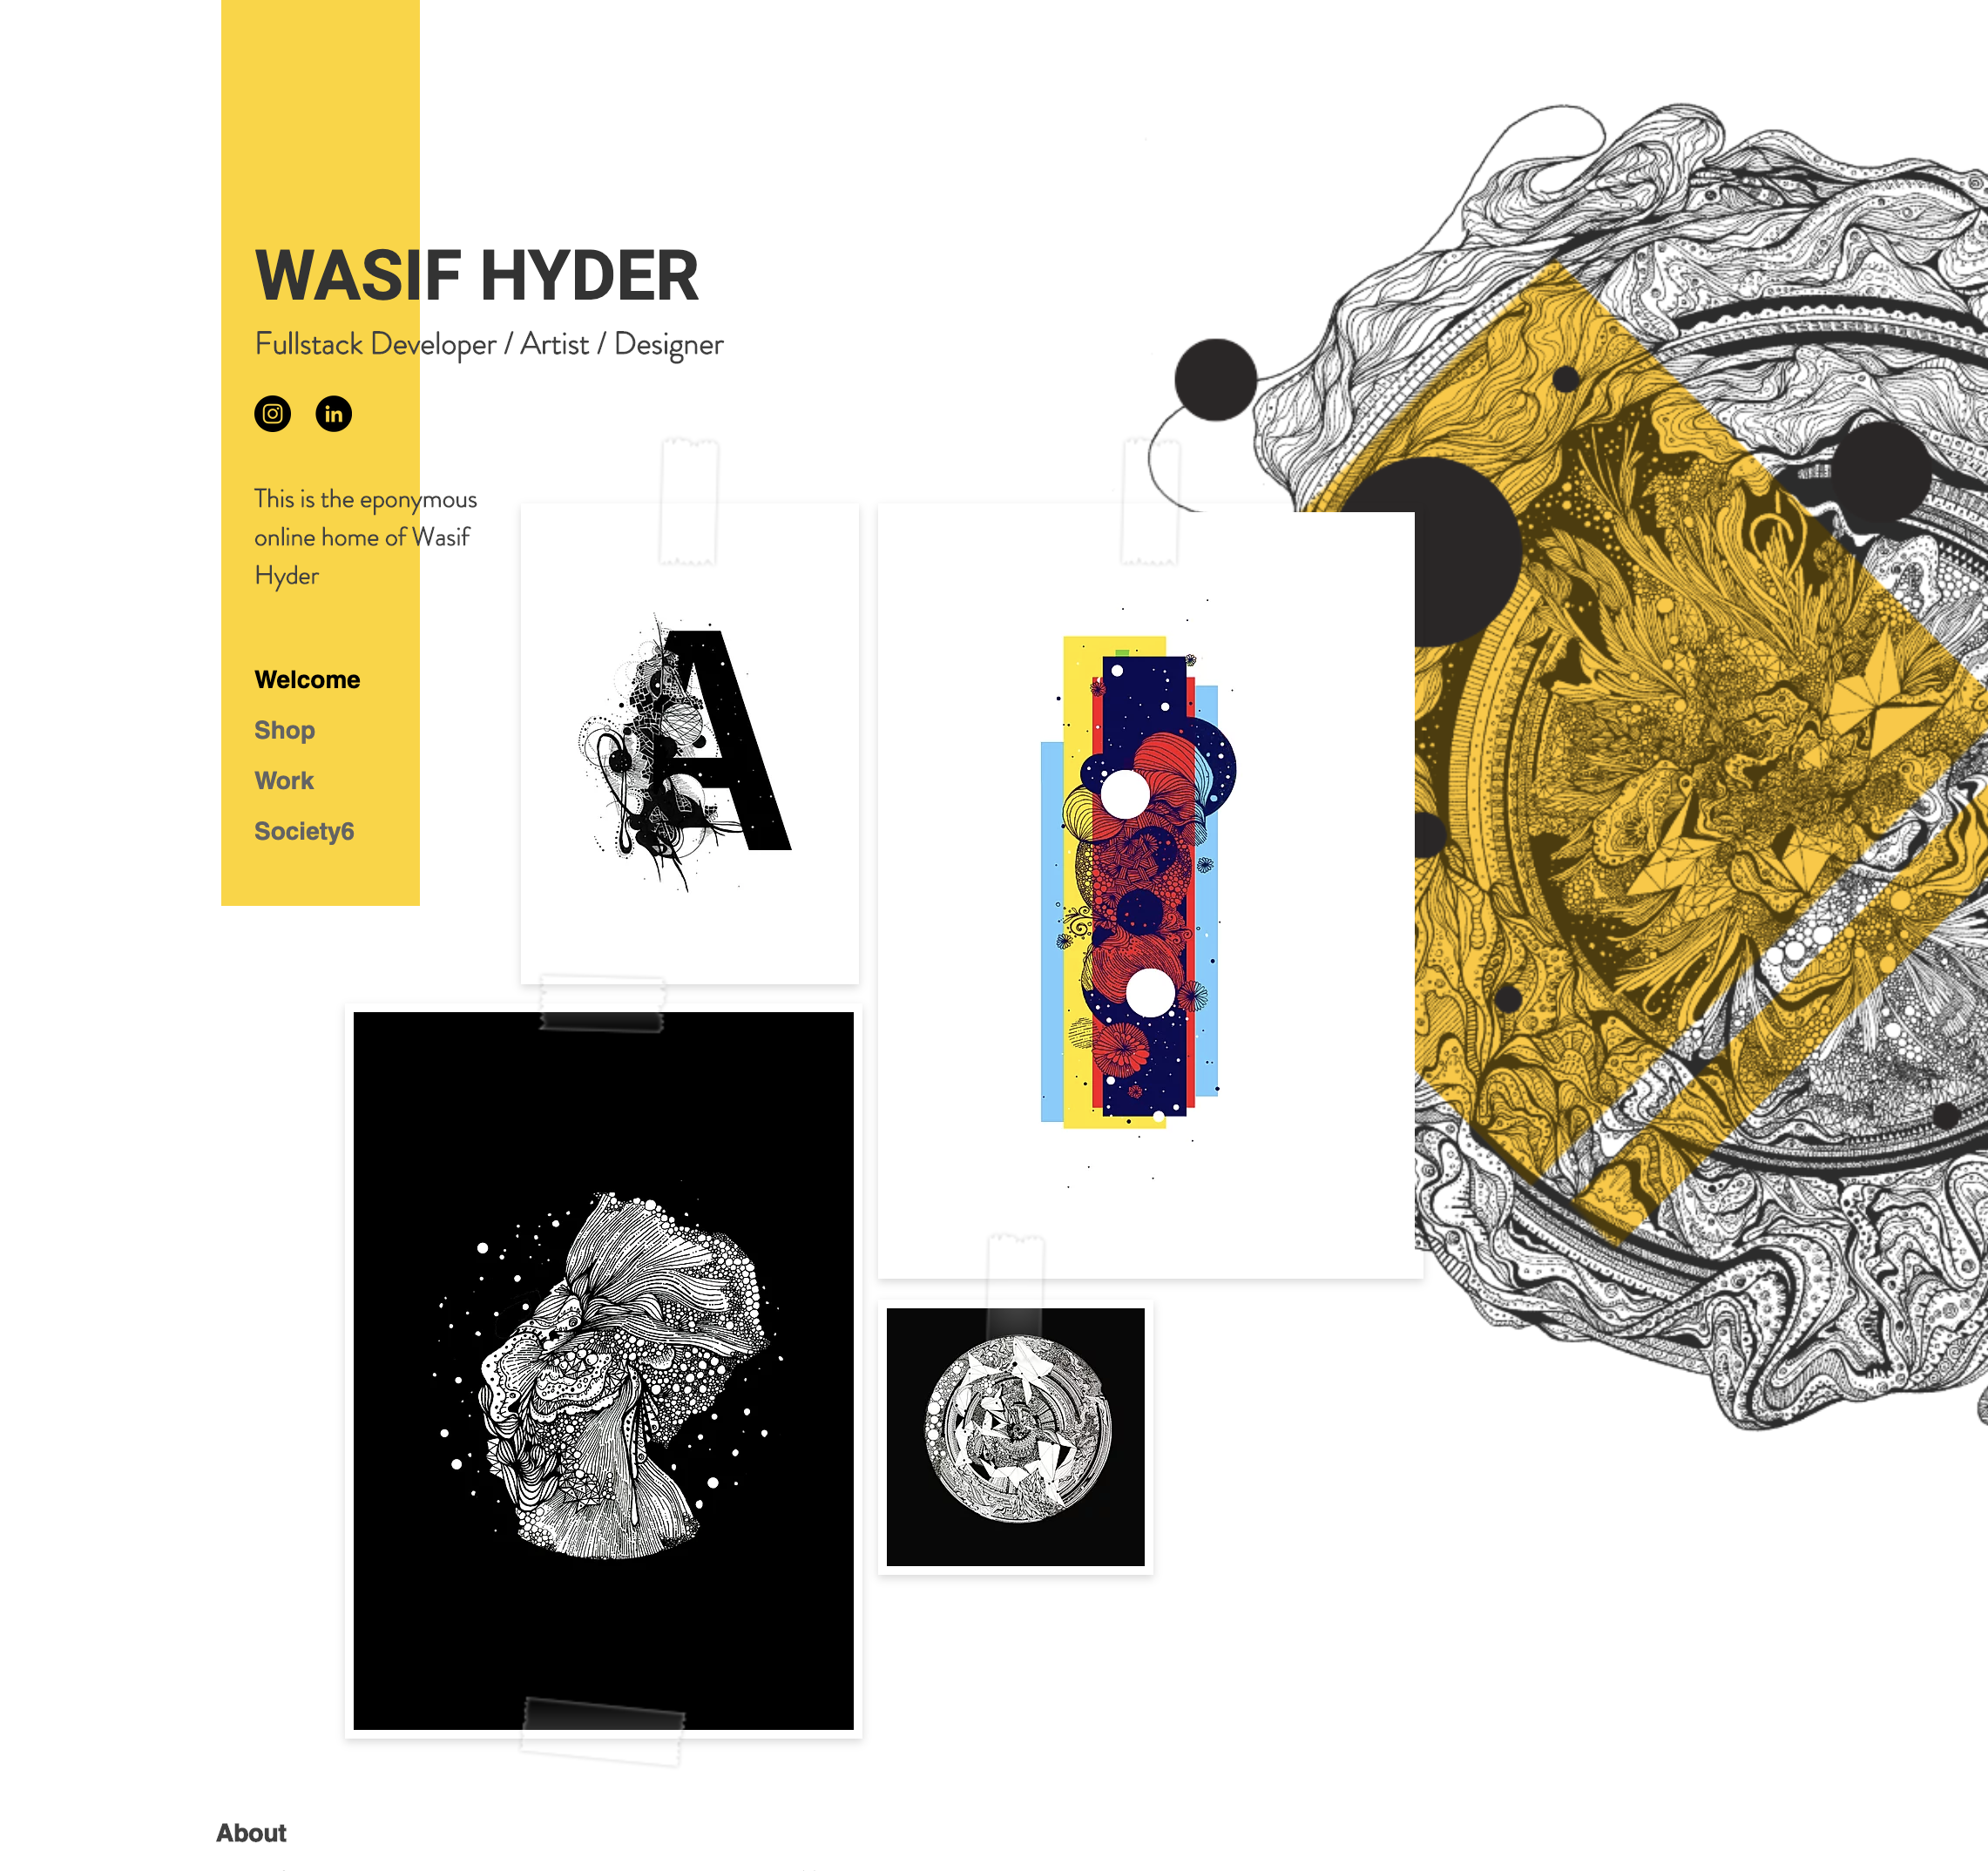 WASIF HYDER
Fullstack Developer / Artist / Designer
in
This is the eponymous
online home of Wasif
Hyder
Welcome
Shop
Work
Society6
A
About